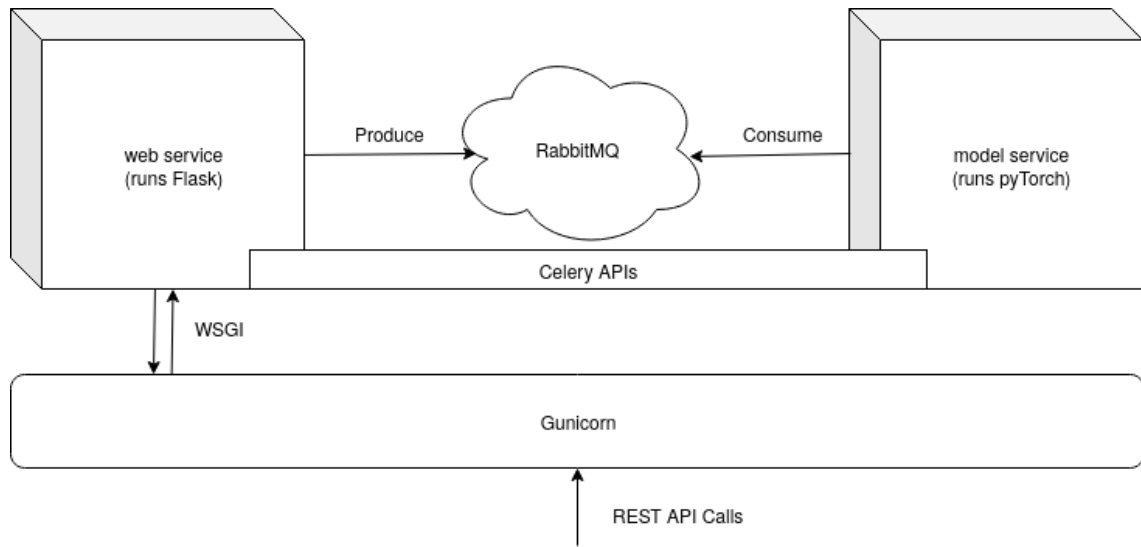 Produce
RabbitMQ
Consume
web service
(runs Flask)
model service
(runs pyTorch)
Celery APIs
WSGI
Gunicorn
REST API Calls